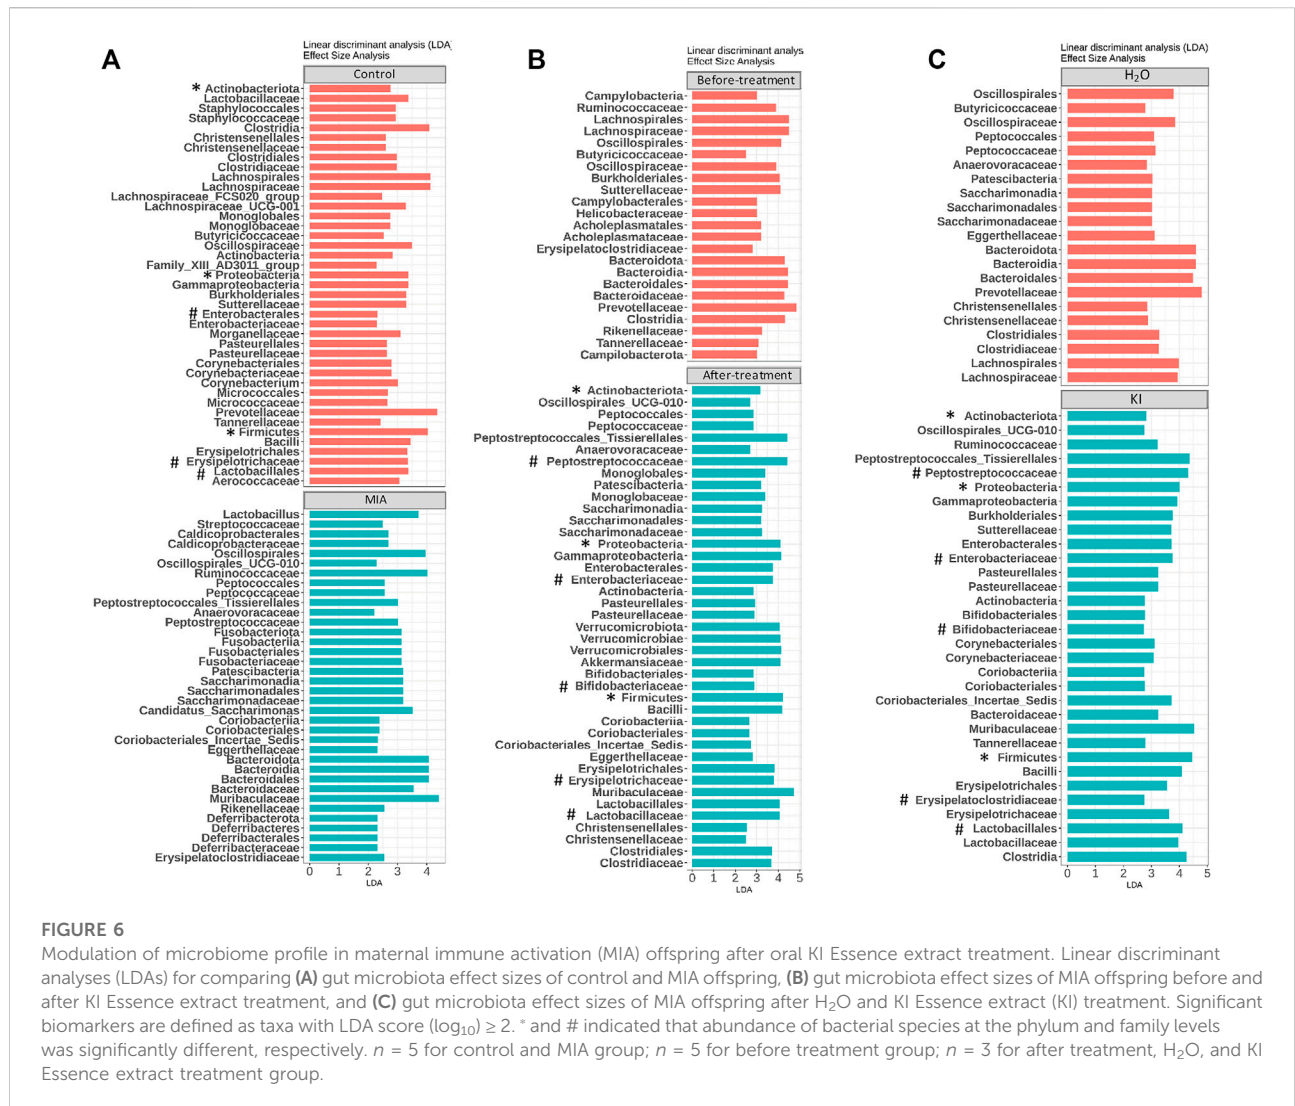 A
Linear discriminant analysis (LDA)
Effect Size Analysis
Control
* Actinobacteriota
Lactobacillaceae
Staphylococcales
Staphylococcaceae
Clostridia
Christensenellales
Christensenellaceae
Clostridiales
Clostridiaceae
Lachnospirales
Lachnospiraceae
Lachnospiraceae_FCS020_group
Lachnospiraceae_UCG-001
Monoglobales
Monoglobaceae
Butyricicoccaceae
Oscillospiraceae
Actinobacteria
Family_XIII_AD3011_group
* Proteobacteria
Gammaproteobacteria
Burkholderiales
Sutterellaceae
# Enterobacterales
Enterobacteriaceae
Morganellaceae
Pasteurellales
Pasteurellaceae
Corynebacteriales
Corynebacteriaceae
Corynebacterium
Micrococcales
Micrococcaceae
Prevotellaceae
Tannerellaceae
* Firmicutes
Bacilli
Erysipelotrichales
# Erysipelotrichaceae
# Lactobacillales
Aerococcaceae
MIA
Lactobacillus
Streptococcaceae
Caldicoprobacterales
Caldicoprobacteraceae
Oscillospirales
Oscillospirales_UCG-010
Ruminococcaceae
Peptococcales
Peptococcaceae
Peptostreptococcales_Tissierellales
Anaerovoracaceae
Peptostreptococcaceae
Fusobacteriota
Fusobacteriia
Fusobacteriales
Fusobacteriaceae
Patescibacteria
Saccharimonadia
Saccharimonadales
Saccharimonadaceae
Candidatus_Saccharimonas
Coriobacteriia
Coriobacteriales
Coriobacteriales_Incertae_Sedis
Eggerthellaceae
Bacteroidota
Bacteroidia
Bacteroidales
Bacteroidaceae
Muribaculaceae
Rikenellaceae
Deferribacterota
Deferribacteres
Deferribacterales
Deferribacteraceae
Erysipelatoclostridiaceae
0 1 2 3 4
LDA
B
Linear discriminant analys
Effect Size Analysis
Before-treatment
Campylobacteria
Ruminococcaceae
Lachnospirales
Lachnospiraceae
Oscillospirales
Butyricicoccaceae
Oscillospiraceae
Burkholderiales
Sutterellaceae
Campylobacterales
Helicobacteraceae
Acholeplasmatales
Acholeplasmataceae
Erysipelatoclostridiaceae
Bacteroidota
Bacteroidia
Bacteroidales
Bacteroidaceae
Prevotellaceae
Clostridia
Rikenellaceae
Tannerellaceae
Campilobacterota
After-treatment
* Actinobacteriota
Oscillospirales_UCG-010
Peptococcales
Peptococcaceae
Peptostreptococcales_Tissierellales
Anaerovoracaceae
# Peptostreptococcaceae
Monoglobales
Patescibacteria
Monoglobaceae
Saccharimonadia
Saccharimonadales
Saccharimonadaceae
* Proteobacteria
Gammaproteobacteria
Enterobacterales
# Enterobacteriaceae
Actinobacteria
Pasteurellales
Pasteurellaceae
Verrucomicrobiota
Verrucomicrobiae
Verrucomicrobiales
Akkermansiaceae
Bifidobacteriales
# Bifidobacteriaceae
* Firmicutes
Bacilli
Coriobacteriia
Coriobacteriales
Coriobacteriales_Incertae_Sedis
Eggerthellaceae
Erysipelotrichales
# Erysipelotrichaceae
Muribaculaceae
Lactobacillales
# Lactobacillaceae
Christensenellales
Christensenellaceae
Clostridiales
Clostridiaceae
0 1 2 3 4 5
LDA
C
Linear discriminant analysis (LDA)
Effect Size Analysis
H₂O
Oscillospirales
Butyricicoccaceae
Oscillospiraceae
Peptococcales
Peptococcaceae
Anaerovoracaceae
Patescibacteria
Saccharimonadia
Saccharimonadales
Saccharimonadaceae
Eggerthellaceae
Bacteroidota
Bacteroidia
Bacteroidales
Prevotellaceae
Christensenellales
Christensenellaceae
Clostridiales
Clostridiaceae
Lachnospirales
Lachnospiraceae
KI
* Actinobacteriota
Oscillospirales_UCG-010
Ruminococcaceae
Peptostreptococcales_Tissierellales
# Peptostreptococcaceae
* Proteobacteria
Gammaproteobacteria
Burkholderiales
Sutterellaceae
Enterobacterales
# Enterobacteriaceae
Pasteurellales
Pasteurellaceae
Actinobacteria
Bifidobacteriales
# Bifidobacteriaceae
Corynebacteriales
Corynebacteriaceae
Coriobacteriia
Coriobacteriales
Coriobacteriales_Incertae_Sedis
Bacteroidaceae
Muribaculaceae
Tannerellaceae
* Firmicutes
Bacilli
Erysipelotrichales
# Erysipelatoclostridiaceae
Erysipelotrichaceae
# Lactobacillales
Lactobacillaceae
Clostridia
0 1 2 3 4 5
LDA
FIGURE 6
Modulation of microbiome profile in maternal immune activation (MIA) offspring after oral KI Essence extract treatment. Linear discriminant
analyses (LDAs) for comparing (A) gut microbiota effect sizes of control and MIA offspring, (B) gut microbiota effect sizes of MIA offspring before and
after KI Essence extract treatment, and (C) gut microbiota effect sizes of MIA offspring after H₂O and KI Essence extract (KI) treatment. Significant
biomarkers are defined as taxa with LDA score (log₁₀) ≥ 2. * and # indicated that abundance of bacterial species at the phylum and family levels
was significantly different, respectively. n = 5 for control and MIA group; n = 5 for before treatment group; n = 3 for after treatment, H₂O, and KI
Essence extract treatment group.